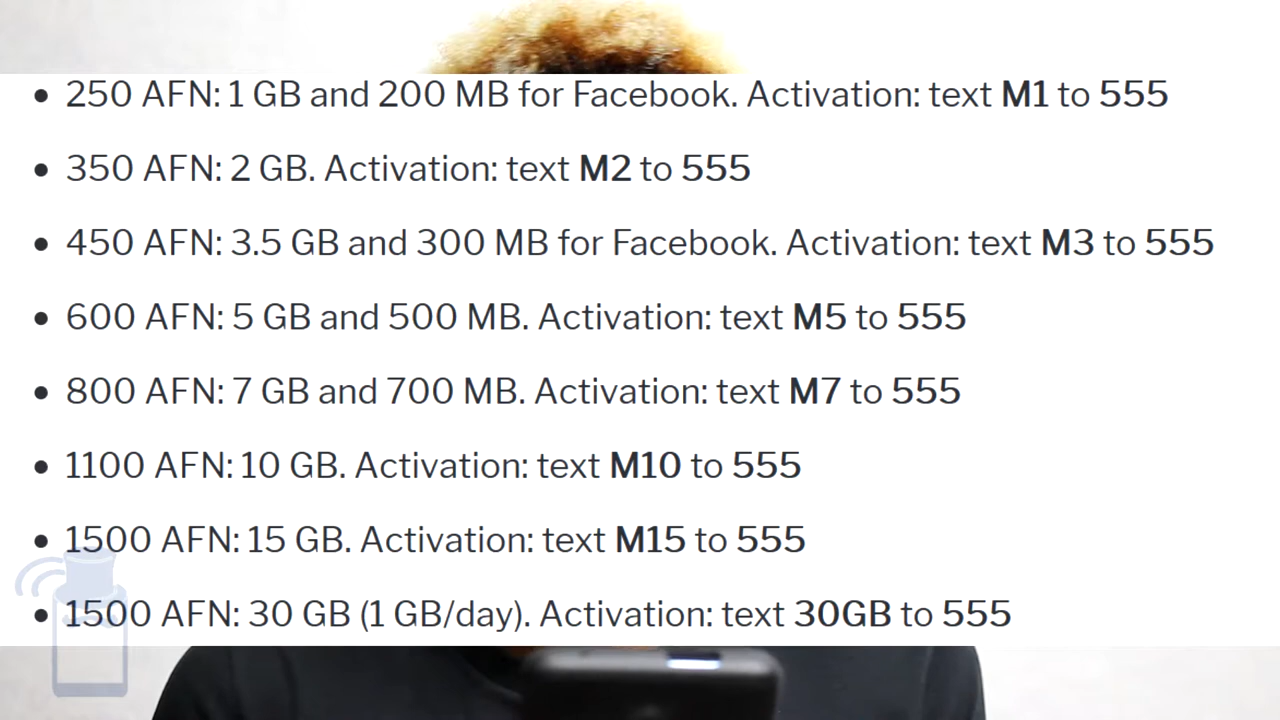 • 250 AFN: 1 GB and 200 MB for Facebook. Activation: text M1 to 555
• 350 AFN: 2 GB. Activation: text M2 to 555
• 450 AFN: 3.5 GB and 300 MB for Facebook. Activation: text M3 to 555
• 600 AFN: 5 GB and 500 MB. Activation: text M5 to 555
• 800 AFN: 7 GB and 700 MB. Activation: text M7 to 555
• 1100 AFN: 10 GB. Activation: text M10 to 555
• 1500 AFN: 15 GB. Activation: text M15 to 555
• 1500 AFN: 30 GB (1 GB/day). Activation: text 30GB to 555